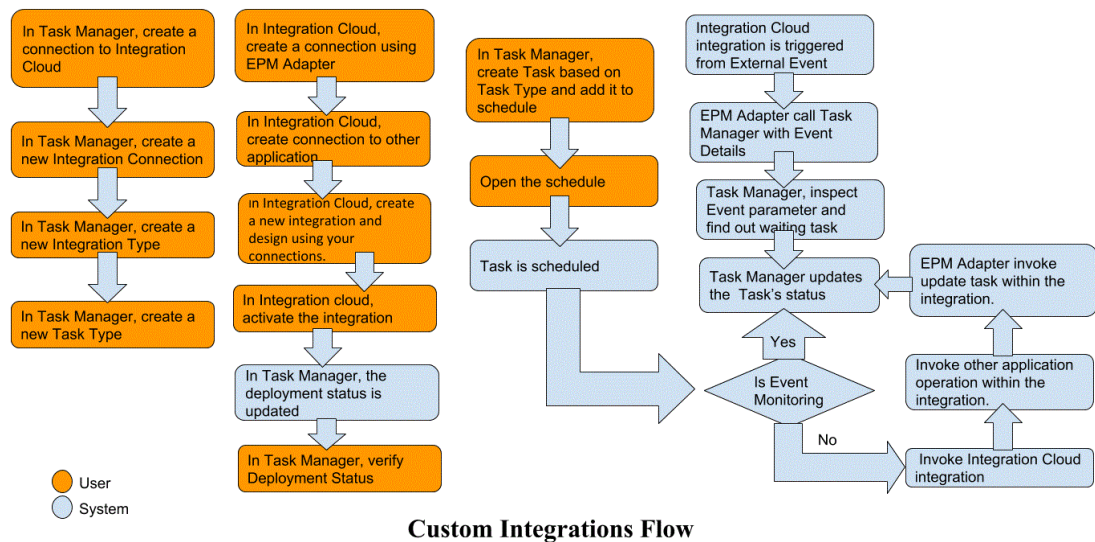 In Task Manager, create a
connection to Integration
Cloud
In Task Manager, create a
new Integration Connection
In Task Manager, create a
new Integration Type
In Task Manager, create a
new Task Type
In Integration Cloud,
create a connection using
EPM Adapter
In Integration Cloud,
create connection to other
application
In Integration Cloud, create
a new integration and
design using your
connections.
In Integration cloud,
activate the integration
In Task Manager, the
deployment status is
updated
In Task Manager, verify
Deployment Status
In Task Manager,
create Task based on
Task Type and add it to
schedule
Open the schedule
Task is scheduled
Integration Cloud
integration is triggered
from External Event
EPM Adapter call Task
Manager with Event
Details
Task Manager, inspect
Event parameter and
find out waiting task
Task Manager updates
the Task's status
Yes
Is Event
Monitoring
No
EPM Adapter invoke
update task within the
integration.
Invoke other application
operation within the
integration.
Invoke Integration Cloud
integration
User
System
Custom Integrations Flow